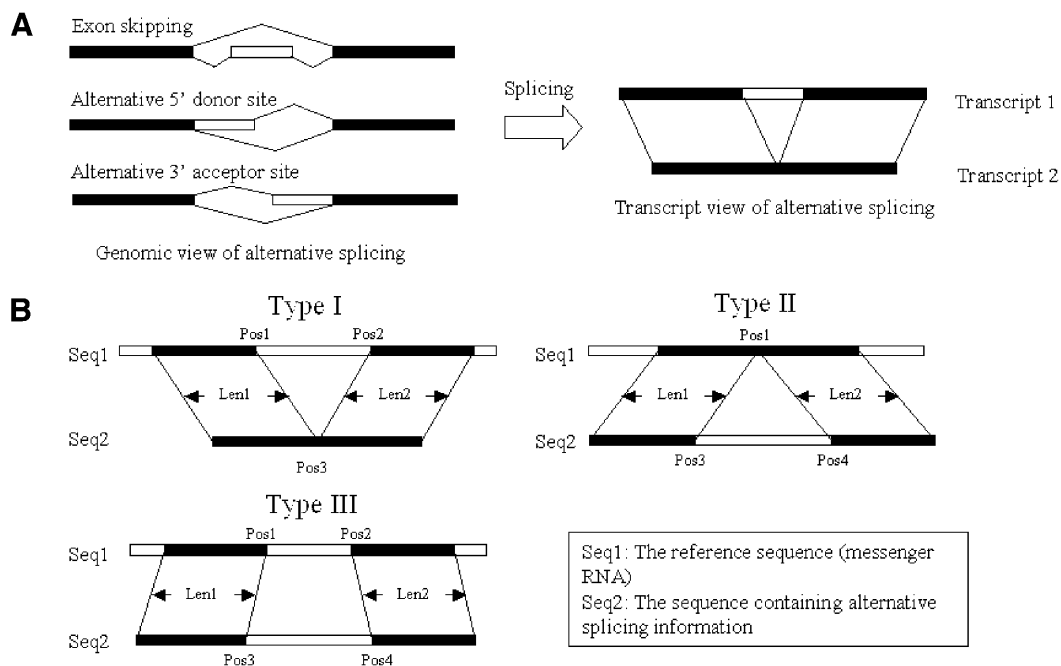 A
Exon skipping
Alternative 5' donor site
Alternative 3' acceptor site
Genomic view of alternative splicing
Splicing
Transcript 1
Transcript 2
Transcript view of alternative splicing
B
Type I
Pos1 Pos2
Seq1
Len1 Len2
Seq2
Pos3
Type II
Pos1
Seq1
Len1 Len2
Seq2
Pos3 Pos4
Type III
Pos1 Pos2
Seq1
Len1 Len2
Seq2
Pos3 Pos4
Seq1: The reference sequence (messenger
RNA)
Seq2: The sequence containing alternative
splicing information